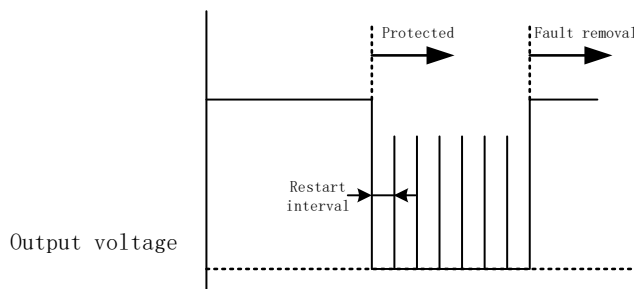 Protected
Fault removal
Restart
interval
Output voltage